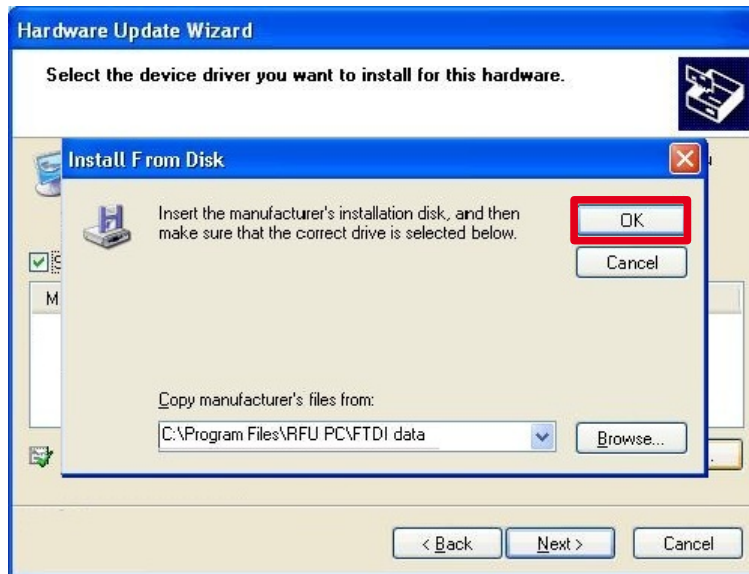 Hardware Update Wizard
Select the device driver you want to install for this hardware.
Install From Disk
Insert the manufacturer's installation disk, and then
make sure that the correct drive is selected below.
OK
Cancel
M
Copy manufacturer's files from:
C:\Program Files\RFU PC\FTDI data
Browse...
< Back
Next >
Cancel